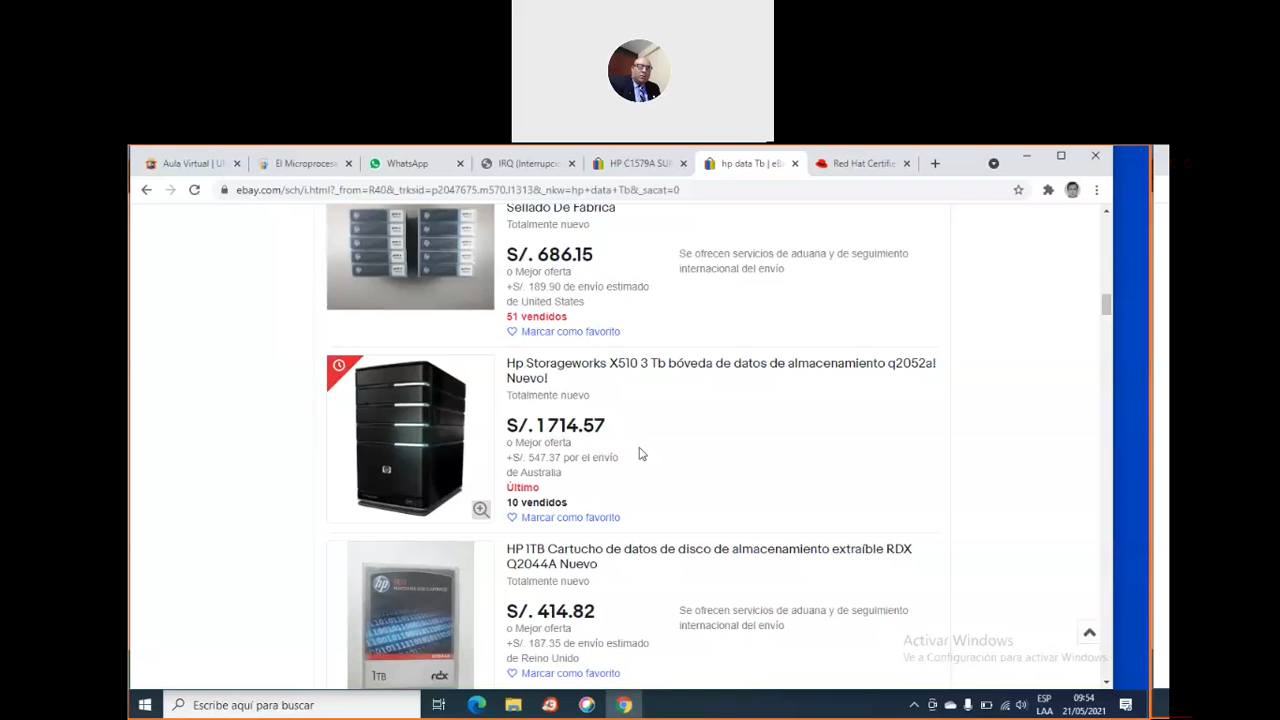 Aula Virtual | U
El Microproces
WhatsApp
IRQ (Interrupci
HP C1579A SU
hp data Tb | eB
Red Hat Certifi
ebay.com/sch/i.html?_from=R40&_trksid=p2047675.m570.l1313&_nkw=hp+data+Tb&_sacat=0
Sellado De Fabrica
Totalmente nuevo
S/. 686.15
o Mejor oferta
+S/. 189.90 de envío estimado
de United States
51 vendidos
Marcar como favorito
Se ofrecen servicios de aduana y de seguimiento
internacional del envío
Hp Storageworks X510 3 Tb bóveda de datos de almacenamiento q2052a!
Nuevo!
Totalmente nuevo
S/. 1 714.57
o Mejor oferta
+S/. 547.37 por el envío
de Australia
Último
10 vendidos
Marcar como favorito
HP 1TB Cartucho de datos de disco de almacenamiento extraíble RDX
Q2044A Nuevo
Totalmente nuevo
S/. 414.82
o Mejor oferta
+S/. 187.35 de envío estimado
de Reino Unido
Marcar como favorito
Se ofrecen servicios de aduana y de seguimiento
internacional del envío
hp
1TB
rdx
Activar Windows
Ve a Configuración para activar Windows.
Escribe aquí para buscar
ESP
LAA
09:54
21/05/2021